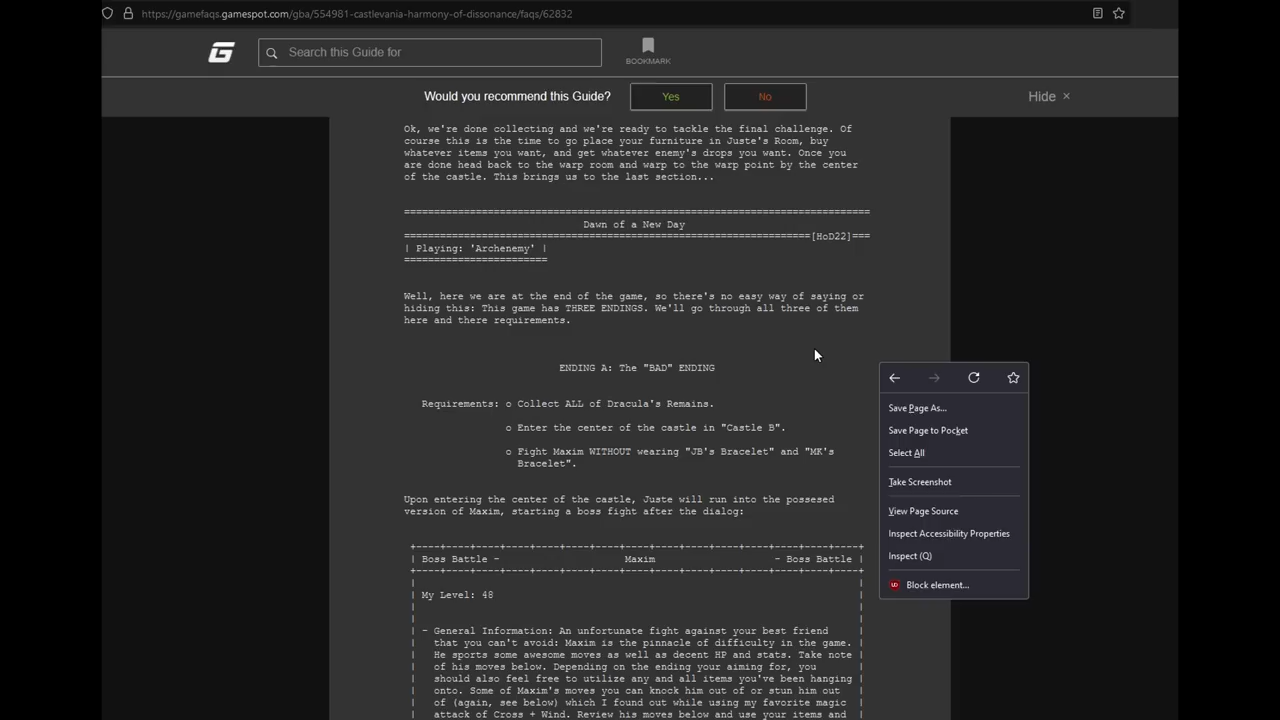 https://gamefaqs.gamespot.com/gba/554981-castlevania-harmony-of-dissonance/faqs/62832
Search this Guide for
BOOKMARK
Would you recommend this Guide?
Yes
No
Hide ×
Ok, we're done collecting and we're ready to tackle the final challenge. Of
course this is the time to go place your furniture in Juste's Room, buy
whatever items you want, and get whatever enemy's drops you want. Once you
are done head back to the warp room and warp to the warp point by the center
of the castle. This brings us to the last section...
==============================================================================
Dawn of a New Day
====================================================================[HoD22]===
| Playing: 'Archenemy' |
========================
Well, here we are at the end of the game, so there's no easy way of saying or
hiding this: This game has THREE ENDINGS. We'll go through all three of them
here and there requirements.
ENDING A: The "BAD" ENDING
Requirements: o Collect ALL of Dracula's Remains.
o Enter the center of the castle in "Castle B".
o Fight Maxim WITHOUT wearing "JB's Bracelet" and "MK's
Bracelet".
Upon entering the center of the castle, Juste will run into the possesed
version of Maxim, starting a boss fight after the dialog:
+----+----+----+----+----+----+----+----+----+----+----+----+----+----+----+
| Boss Battle - Maxim - Boss Battle |
+----+----+----+----+----+----+----+----+----+----+----+----+----+----+----+
| |
| My Level: 48 |
| |
| - General Information: An unfortunate fight against your best friend |
| that you can't avoid: Maxim is the pinnacle of difficulty in the game. |
| He sports some awesome moves as well as decent HP and stats. Take note |
| of his moves below. Depending on the ending your aiming for, you |
| should also feel free to utilize any and all items you've been hanging |
| onto. Some of Maxim's moves you can knock him out of or stun him out |
| of (again, see below) which I found out while using my favorite magic |
| attack of Cross + Wind. Review his moves below and use your items and |
Save Page As...
Save Page to Pocket
Select All
Take Screenshot
View Page Source
Inspect Accessibility Properties
Inspect (Q)
Block element...